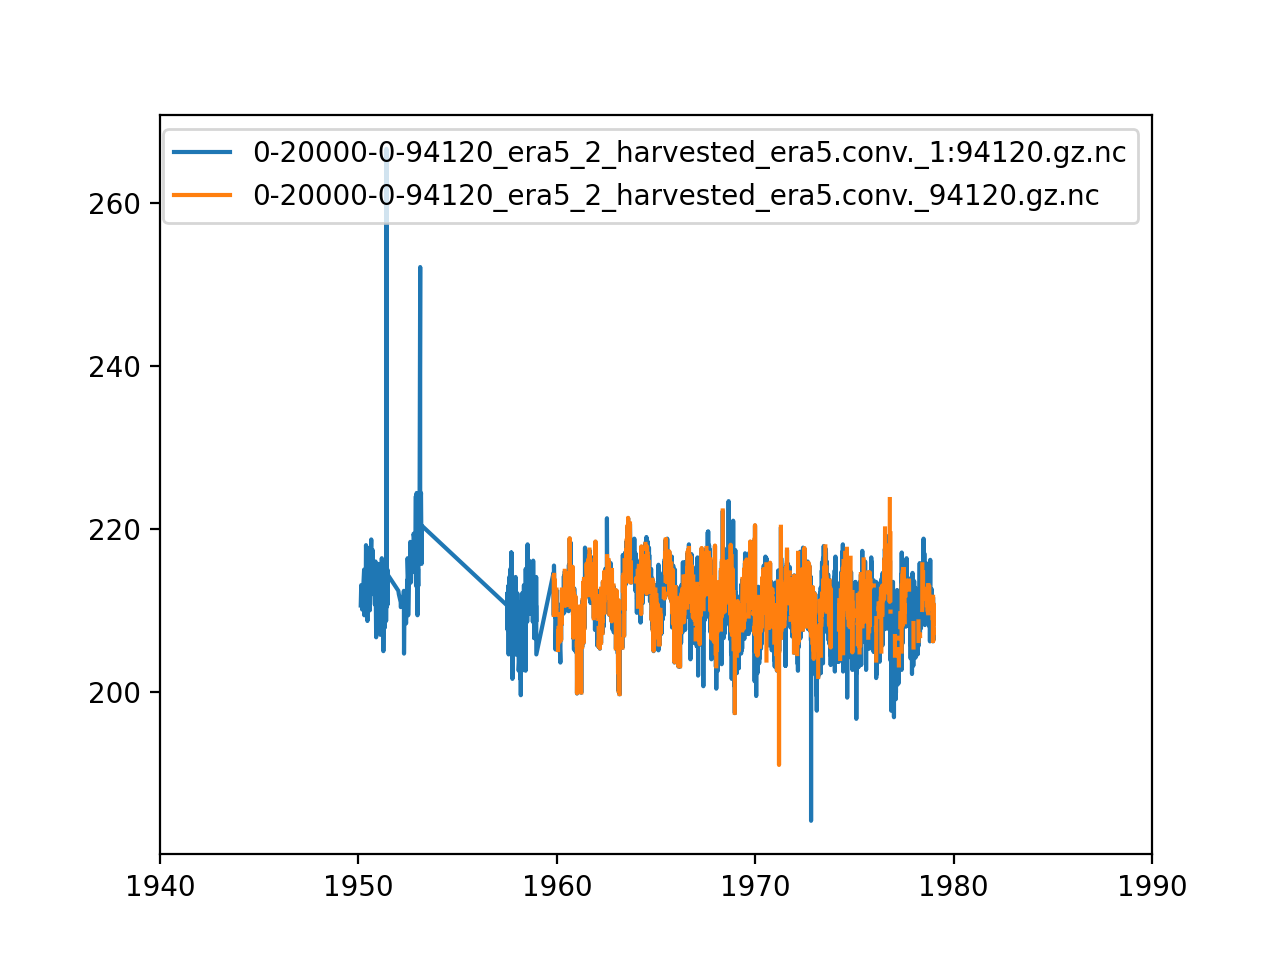 0-20000-0-94120_era5_2_harvested_era5.conv._1:94120.gz.nc
0-20000-0-94120_era5_2_harvested_era5.conv._94120.gz.nc
260
240
220
200
1940 1950 1960 1970 1980 1990